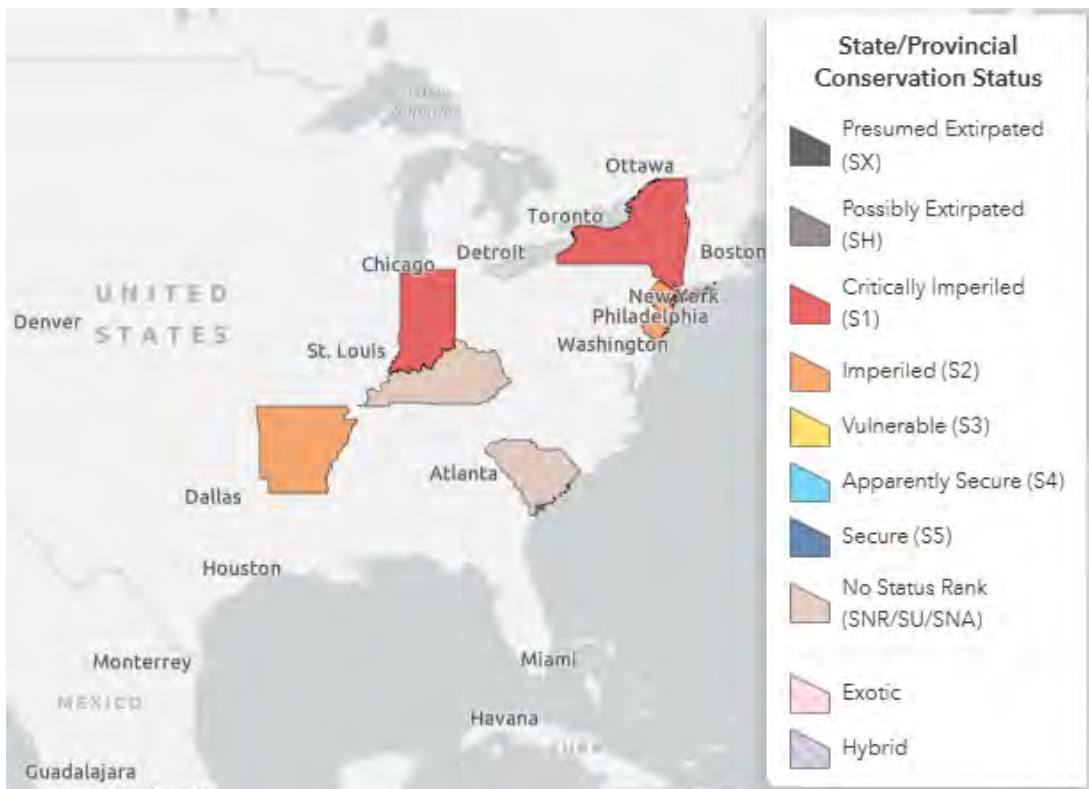 Ottawa
Toronto
Detroit
Boston
Chicago
UNITED
STATES
New York
Philadelphia
Denver
St. Louis
Washington
Atlanta
Dallas
Houston
Monterrey
Miami
MEXICO
Havana
CUBA
Guadalajara
State/Provincial
Conservation Status
Presumed Extirpated
(SX)
Possibly Extirpated
(SH)
Critically Imperiled
(S1)
Imperiled (S2)
Vulnerable (S3)
Apparently Secure (S4)
Secure (S5)
No Status Rank
(SNR/SU/SNA)
Exotic
Hybrid